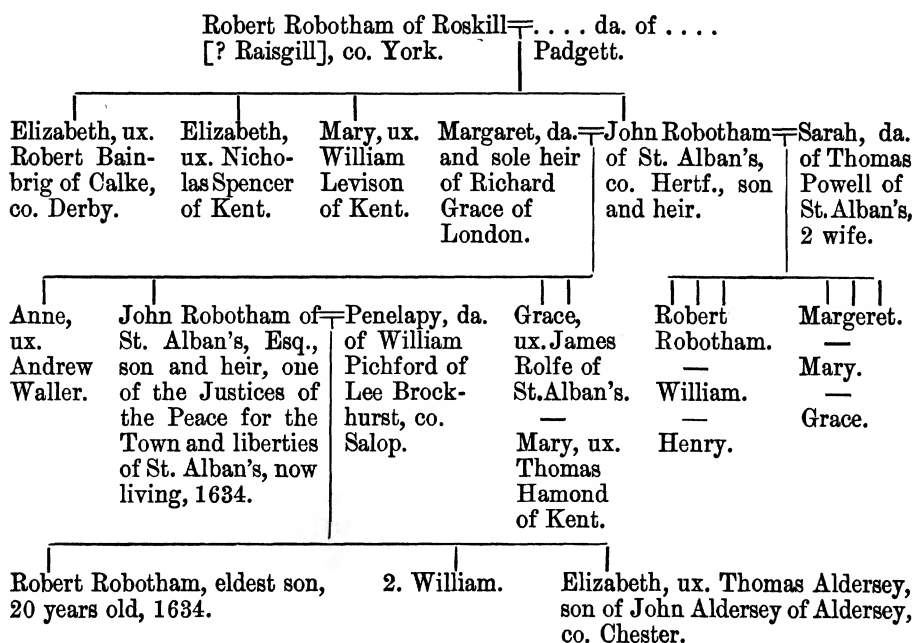 Robert Robotham of Roskill=. . . . da. of . . . .
[? Raisgill], co. York.
Padgett.
Elizabeth, ux.
Robert Bain-
brig of Calke,
co. Derby.
Elizabeth,
ux. Nicho-
las Spencer
of Kent.
Mary, ux.
William
Levison
of Kent.
Margaret, da.=
and sole heir
of Richard
Grace of
London.
John Robotham=
of St. Alban's,
co. Hertf., son
and heir.
Sarah, da.
of Thomas
Powell of
St. Alban's,
2 wife.
Anne,
ux.
Andrew
Waller.
John Robotham of=
St. Alban's, Esq.,
son and heir, one
of the Justices of
the Peace for the
Town and liberties
of St. Alban's, now
living, 1634.
Penelapy, da.
of William
Pichford of
Lee Brock-
hurst, co.
Salop.
Grace,
ux. James
Rolfe of
St. Alban's.
—
Mary, ux.
Thomas
Hamond
of Kent.
Robert
Robotham.
—
William.
—
Henry.
Margeret.
—
Mary.
—
Grace.
Robert Robotham, eldest son,
20 years old, 1634.
2. William.
Elizabeth, ux. Thomas Aldersey,
son of John Aldersey of Aldersey,
co. Chester.